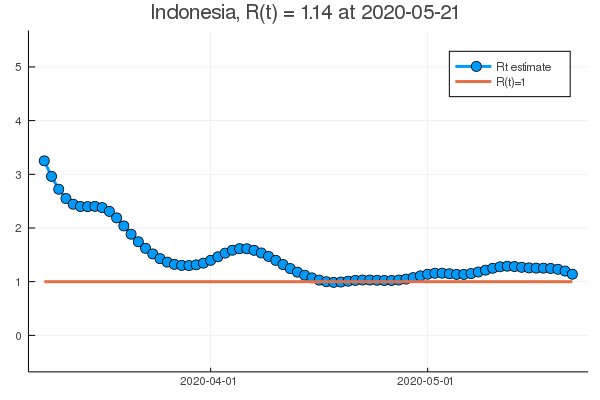 Indonesia, R(t) = 1.14 at 2020-05-21
5
4
3
2
1
0
Rt estimate
R(t)=1
2020-04-01
2020-05-01